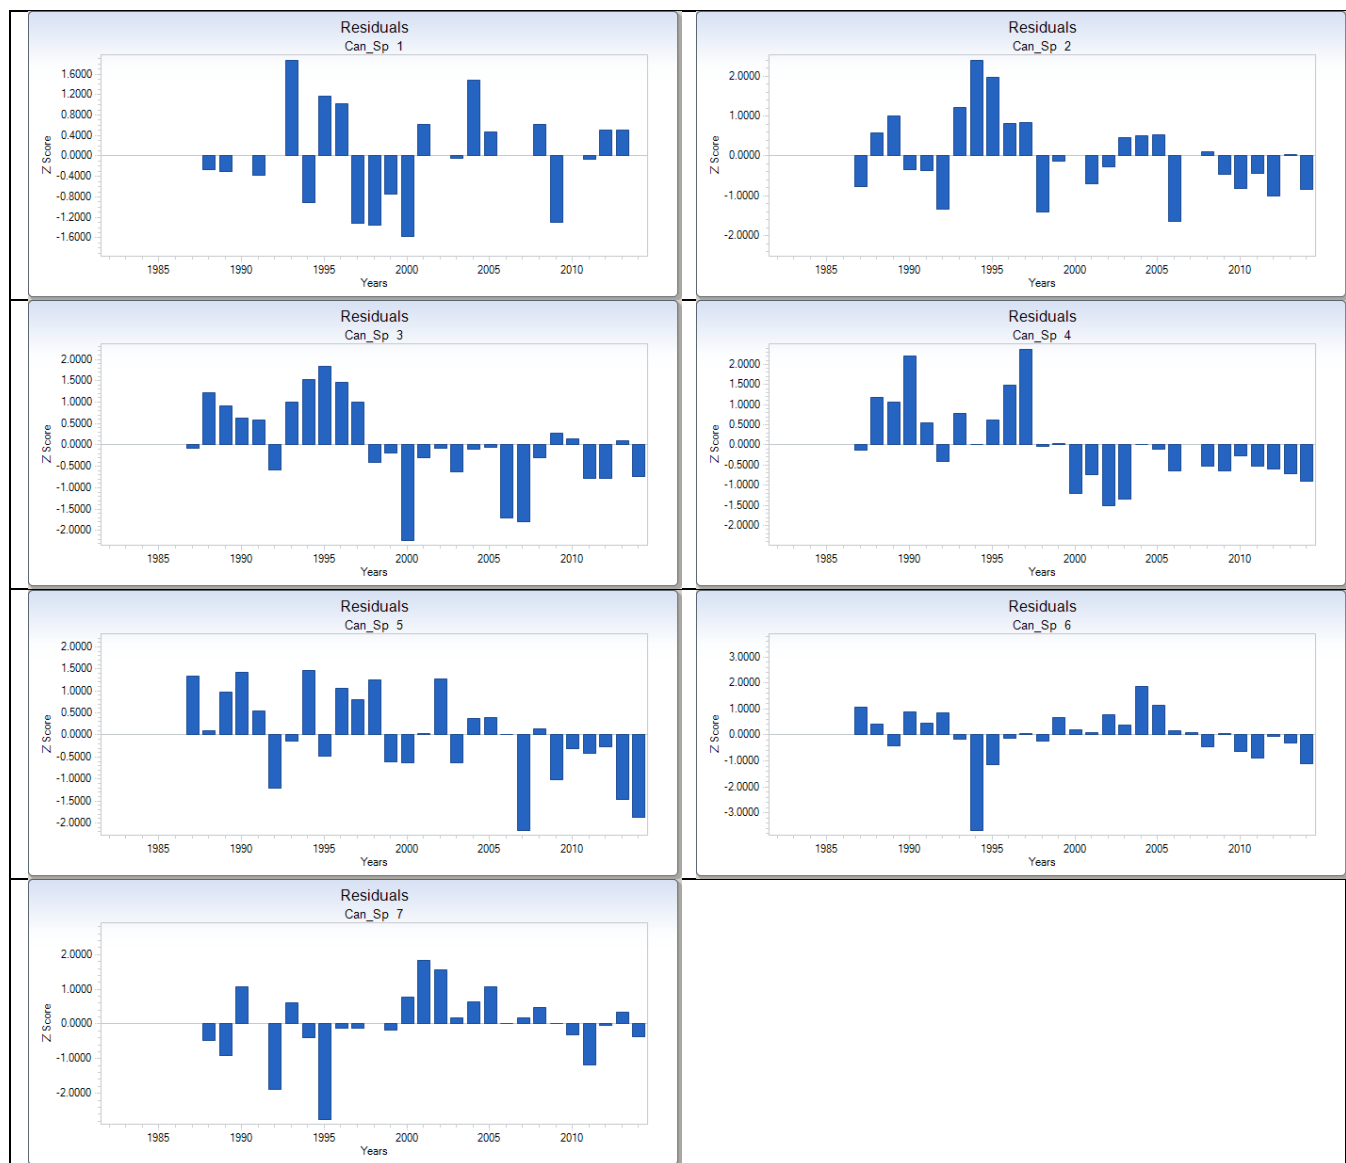 Residuals
Can_Sp 1
1.6000
1.2000
0.8000
0.4000
0.0000
-0.4000
-0.8000
-1.2000
-1.6000
Z Score
1985 1990 1995 2000 2005 2010
Years
Residuals
Can_Sp 2
2.0000
1.0000
0.0000
-1.0000
-2.0000
Z Score
1985 1990 1995 2000 2005 2010
Years
Residuals
Can_Sp 3
2.0000
1.5000
1.0000
0.5000
0.0000
-0.5000
-1.0000
-1.5000
-2.0000
Z Score
1985 1990 1995 2000 2005 2010
Years
Residuals
Can_Sp 4
2.0000
1.5000
1.0000
0.5000
0.0000
-0.5000
-1.0000
-1.5000
-2.0000
Z Score
1985 1990 1995 2000 2005 2010
Years
Residuals
Can_Sp 5
2.0000
1.5000
1.0000
0.5000
0.0000
-0.5000
-1.0000
-1.5000
-2.0000
Z Score
1985 1990 1995 2000 2005 2010
Years
Residuals
Can_Sp 6
3.0000
2.0000
1.0000
0.0000
-1.0000
-2.0000
-3.0000
Z Score
1985 1990 1995 2000 2005 2010
Years
Residuals
Can_Sp 7
2.0000
1.0000
0.0000
-1.0000
-2.0000
Z Score
1985 1990 1995 2000 2005 2010
Years